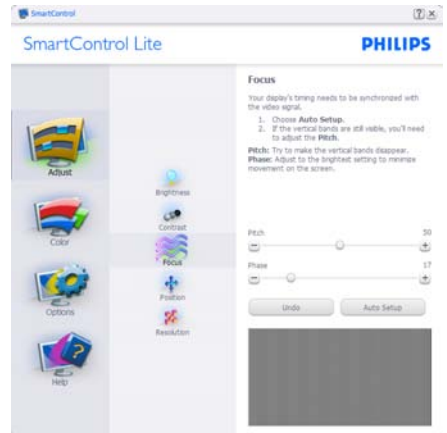 SmartControl
SmartControl Lite
PHILIPS
Adjust
Color
Options
Help
Brightness
Contrast
Focus
Position
Resolution
Focus
Your display's timing needs to be synchronized with
the video signal.
1. Choose Auto Setup.
2. If the vertical bands are still visible, you'll need
to adjust the Pitch.
Pitch: Try to make the vertical bands disappear.
Phase: Adjust to the brightest setting to minimize
movement on the screen.
Pitch 50
Phase 17
Undo Auto Setup